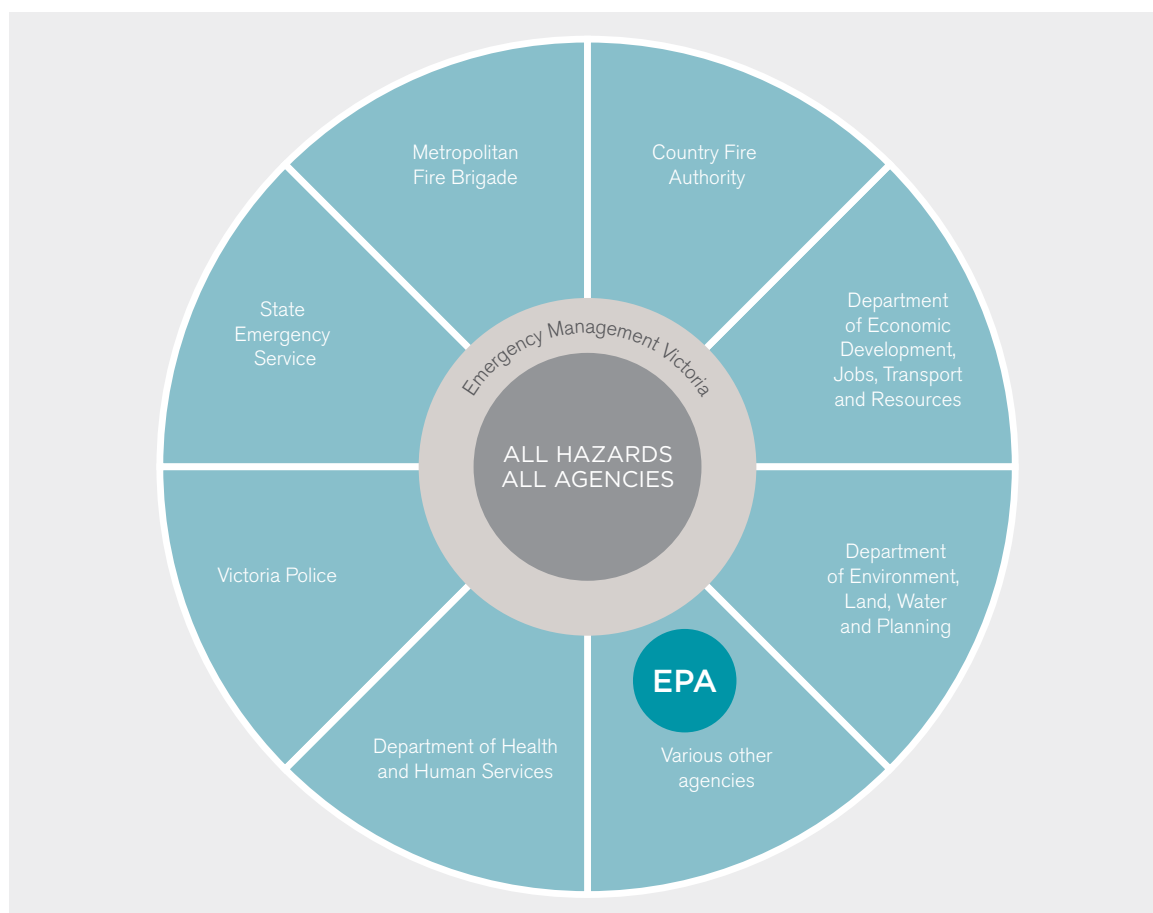 Metropolitan
Fire Brigade
Country Fire
Authority
State
Emergency
Service
Department
of Economic
Development,
Jobs, Transport
and Resources
Emergency Management Victoria
ALL HAZARDS
ALL AGENCIES
Victoria Police
Department
of Environment,
Land, Water
and Planning
Department of Health
and Human Services
EPA
Various other
agencies